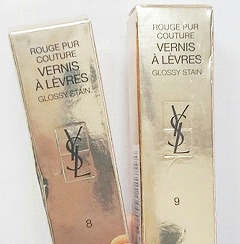 ROUGE PUR
COUTURE
VERNIS
À LÈVRES
GLOSSY STAIN
YSL
8
ROUGE PUR
COUTURE
VERNIS
À LÈVRES
GLOSSY STAIN
YSL
9